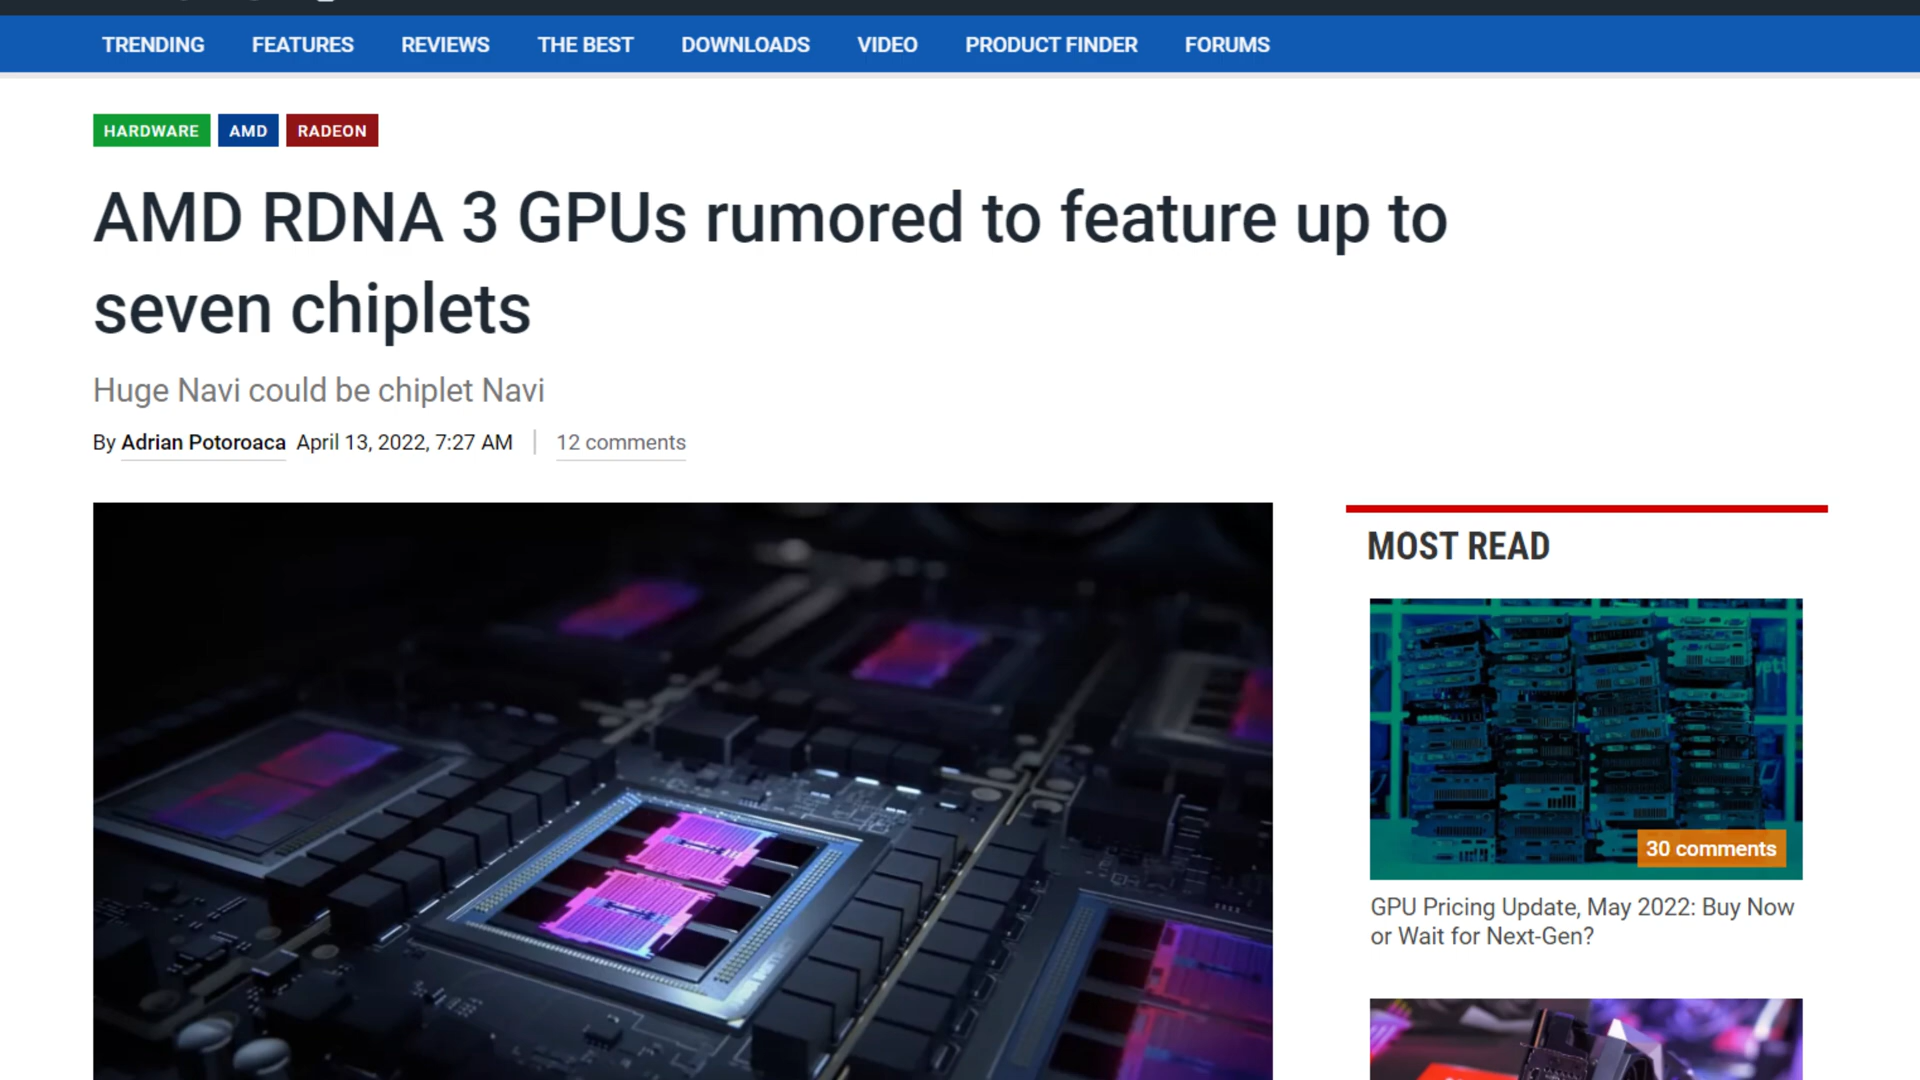 TRENDING FEATURES REVIEWS THE BEST DOWNLOADS VIDEO PRODUCT FINDER FORUMS
HARDWARE AMD RADEON
AMD RDNA 3 GPUs rumored to feature up to
seven chiplets
Huge Navi could be chiplet Navi
By Adrian Potoroaca April 13, 2022, 7:27 AM 12 comments
MOST READ
30 comments
GPU Pricing Update, May 2022: Buy Now
or Wait for Next-Gen?